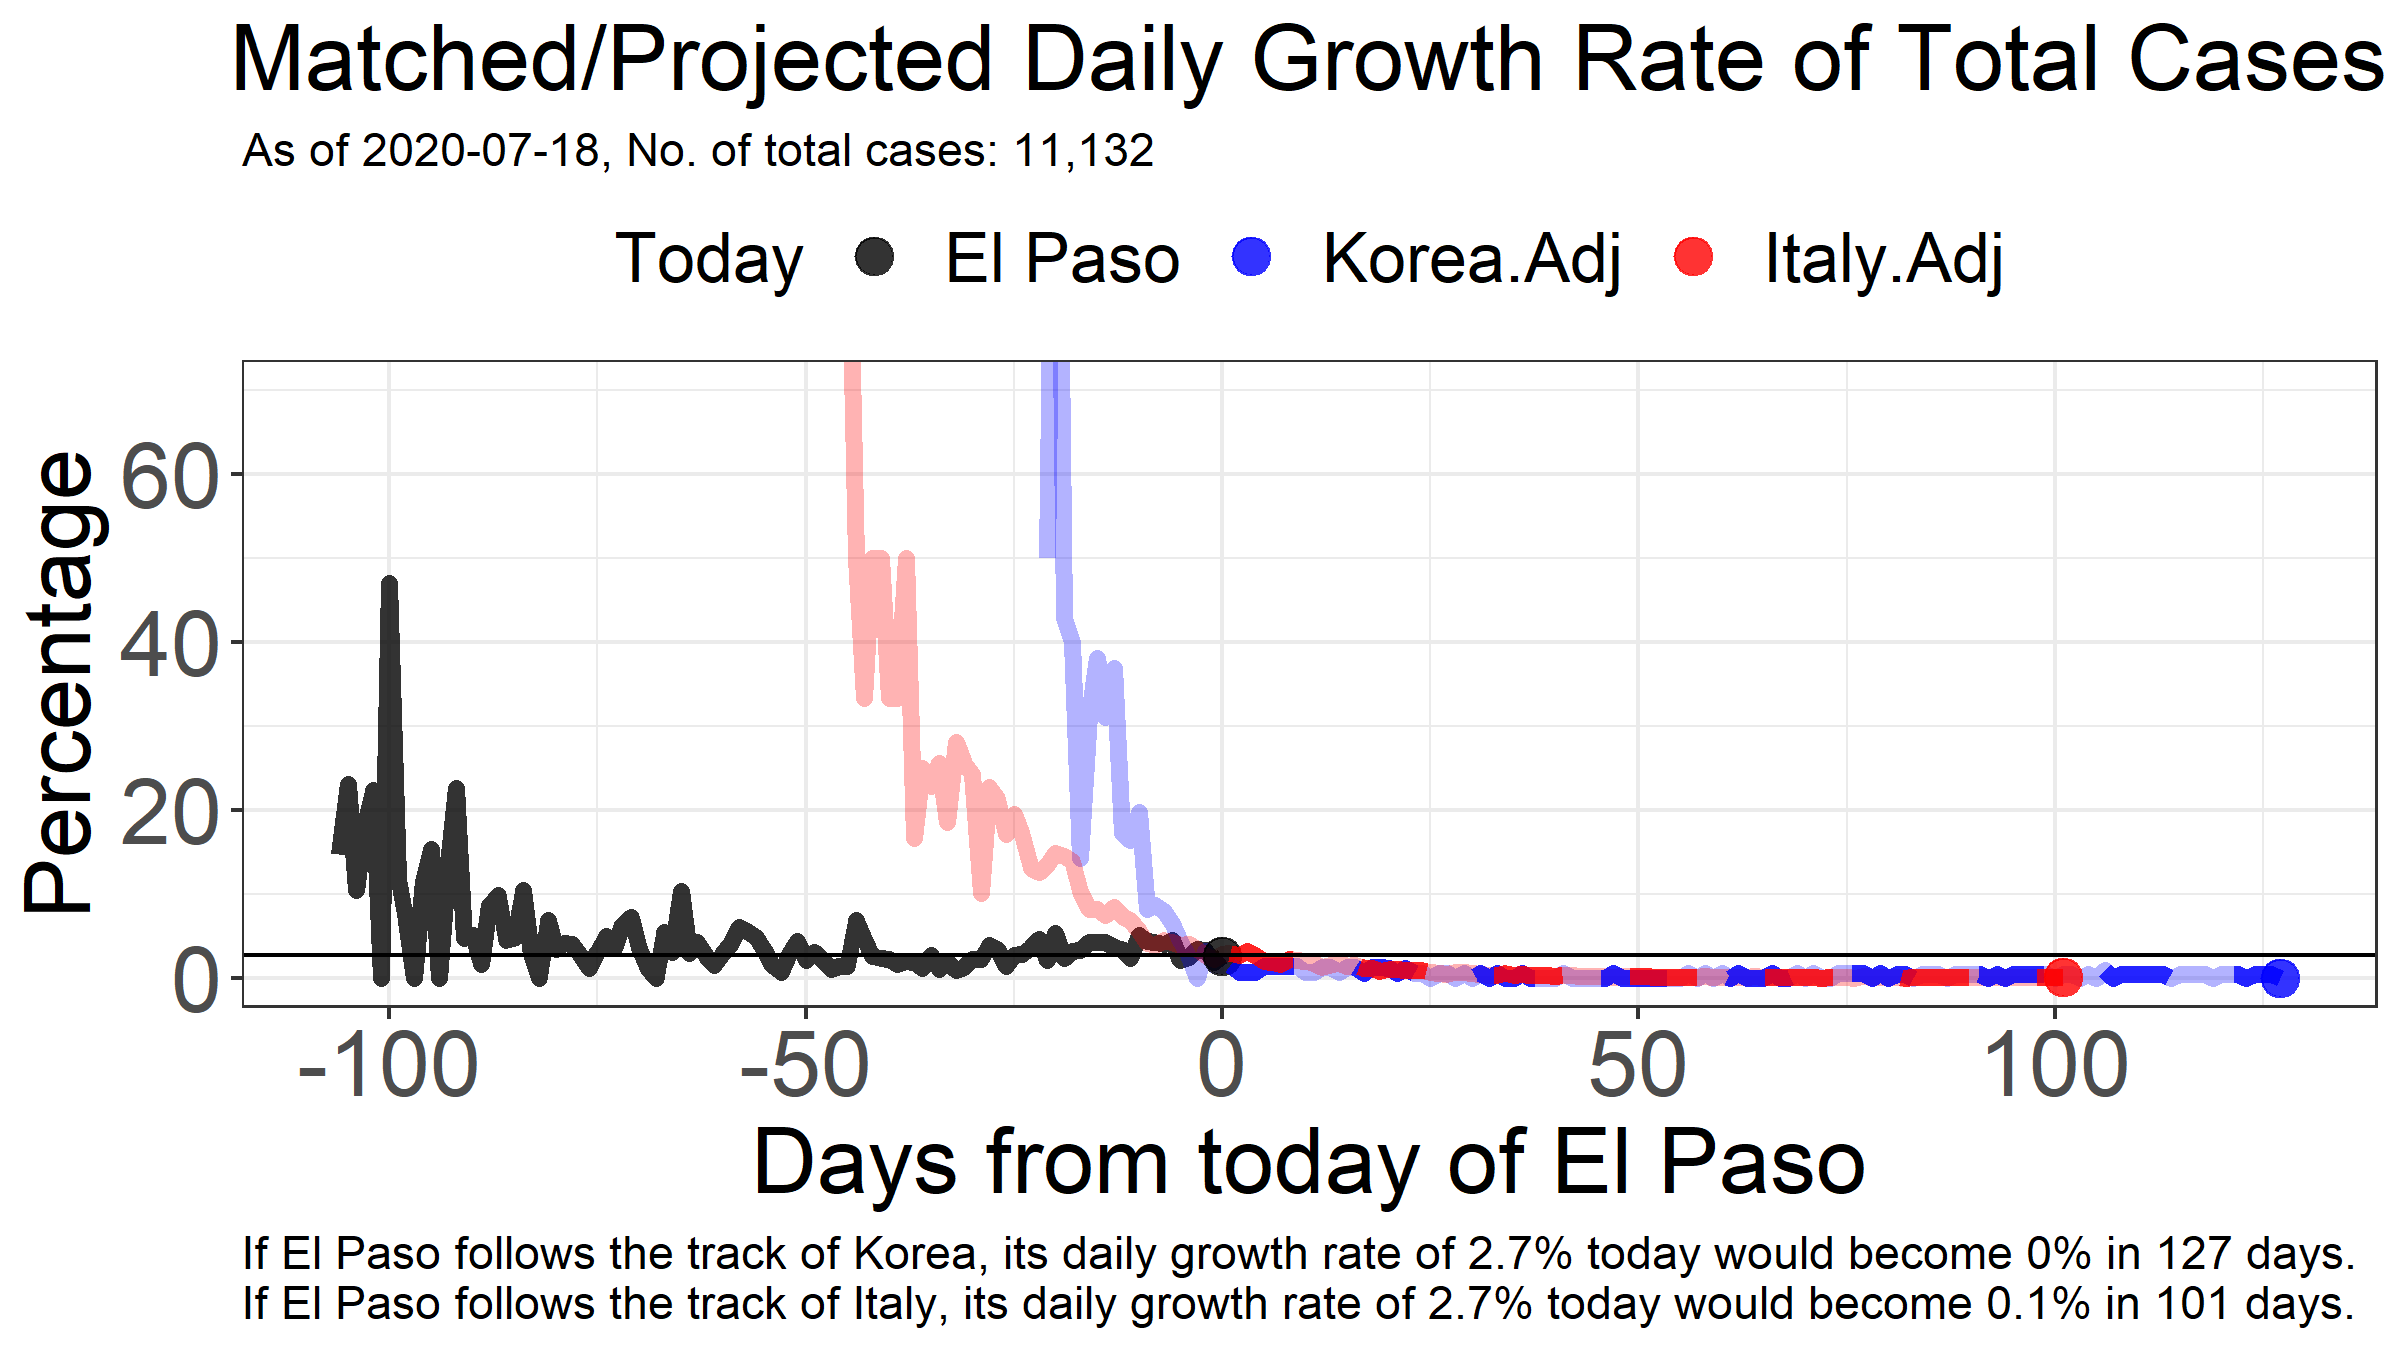 Matched/Projected Daily Growth Rate of Total Cases
As of 2020-07-18, No. of total cases: 11,132
Today El Paso Korea.Adj Italy.Adj
Percentage
60
40
20
0
-100 -50 0 50 100
Days from today of El Paso
If El Paso follows the track of Korea, its daily growth rate of 2.7% today would become 0% in 127 days.
If El Paso follows the track of Italy, its daily growth rate of 2.7% today would become 0.1% in 101 days.